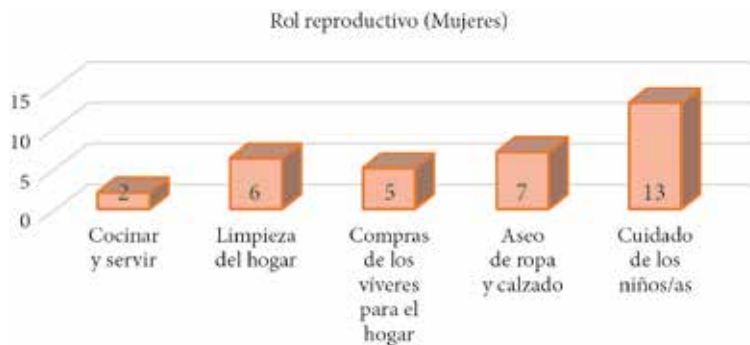 Rol reproductivo (Mujeres)
15
10
5
0
2
6
5
7
13
Cocinar
y servir
Limpieza
del hogar
Compras
de los
víveres
para el
hogar
Aseo
de ropa
y calzado
Cuidado
de los
niños/as